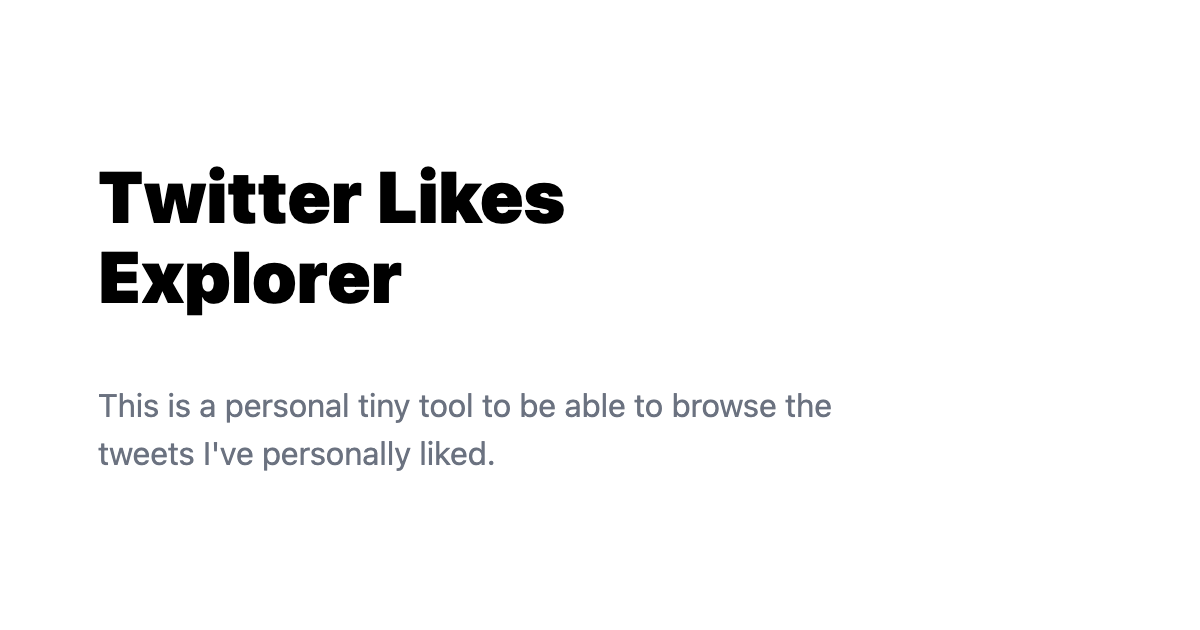 Twitter Likes
Explorer
This is a personal tiny tool to be able to browse the
tweets I've personally liked.